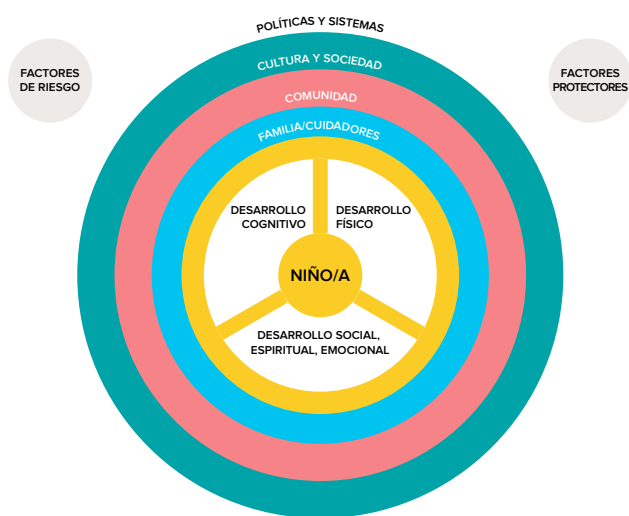 POLÍTICAS Y SISTEMAS
FACTORES
DE RIESGO
FACTORES
PROTECTORES
CULTURA Y SOCIEDAD
COMUNIDAD
FAMILIA/CUIDADORES
DESARROLLO
COGNITIVO
DESARROLLO
FÍSICO
NIÑO/A
DESARROLLO SOCIAL,
ESPIRITUAL, EMOCIONAL